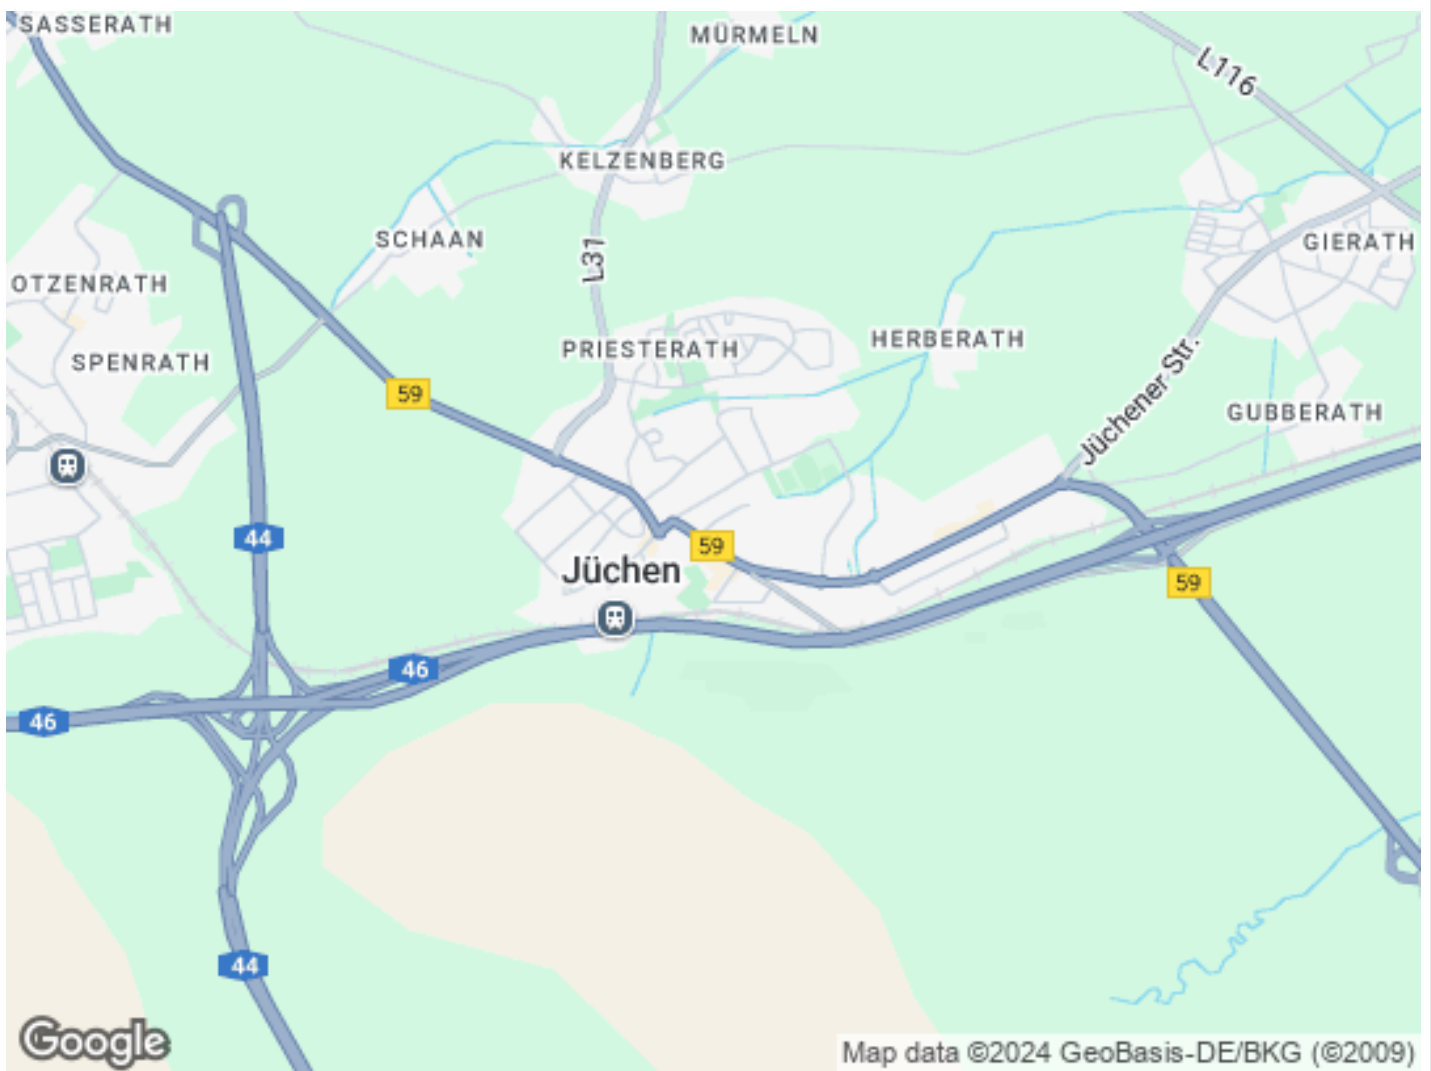 SASSERATH
MÜRMELN
L116
KELZENBERG
SCHAAN
L31
GIERATH
OTZENRATH
SPENRATH
PRIESTERATH
HERBERATH
59
Jüchener Str.
GUBBERATH
44
59
Jüchen
59
46
46
44
Google
Map data ©2024 GeoBasis-DE/BKG (©2009)